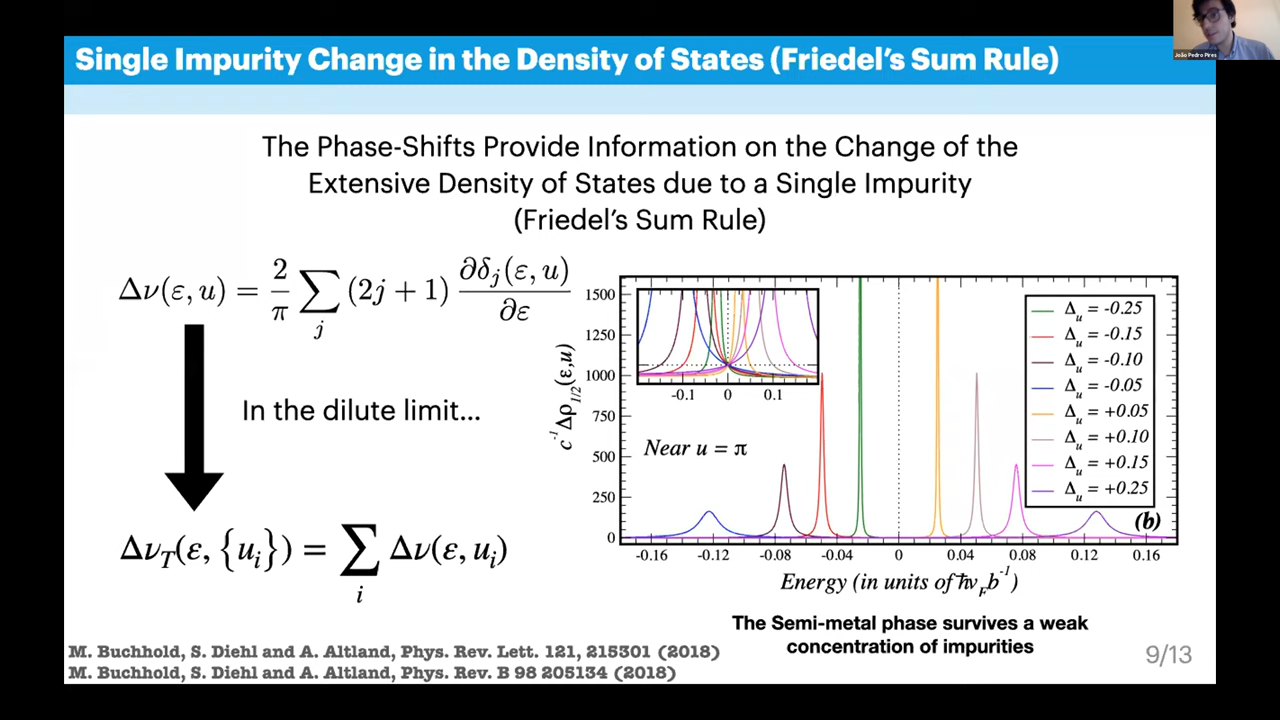 João Pedro Pires
Single Impurity Change in the Density of States (Friedel's Sum Rule)
The Phase-Shifts Provide Information on the Change of the
Extensive Density of States due to a Single Impurity
(Friedel's Sum Rule)
Δν(ε, u) = 2/π ∑_j (2j + 1) ∂δ_j(ε, u)/∂ε
In the dilute limit...
Δν_T(ε, {u_i}) = ∑_i Δν(ε, u_i)
c⁻¹Δρ_{1/2}(ε,u)
1500
1250
1000
750
500
250
0
-0.1 0 0.1
Near u = π
Δ_u = -0.25
Δ_u = -0.15
Δ_u = -0.10
Δ_u = -0.05
Δ_u = +0.05
Δ_u = +0.10
Δ_u = +0.15
Δ_u = +0.25
(b)
-0.16 -0.12 -0.08 -0.04 0 0.04 0.08 0.12 0.16
Energy (in units of ħv_F b⁻¹)
The Semi-metal phase survives a weak
concentration of impurities
M. Buchhold, S. Diehl and A. Altland, Phys. Rev. Lett. 121, 215301 (2018)
M. Buchhold, S. Diehl and A. Altland, Phys. Rev. B 98 205134 (2018)
9/13